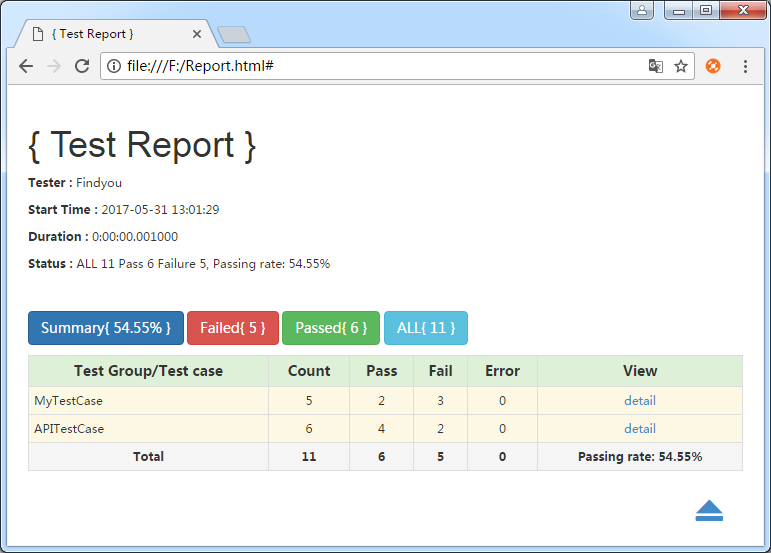 { Test Report }
file:///F:/Report.html#
{ Test Report }
Tester : Findyou
Start Time : 2017-05-31 13:01:29
Duration : 0:00:00.001000
Status : ALL 11 Pass 6 Failure 5, Passing rate: 54.55%
Summary{ 54.55% } Failed{ 5 } Passed{ 6 } ALL{ 11 }
Test Group/Test case Count Pass Fail Error View
MyTestCase 5 2 3 0 detail
APITestCase 6 4 2 0 detail
Total 11 6 5 0 Passing rate: 54.55%